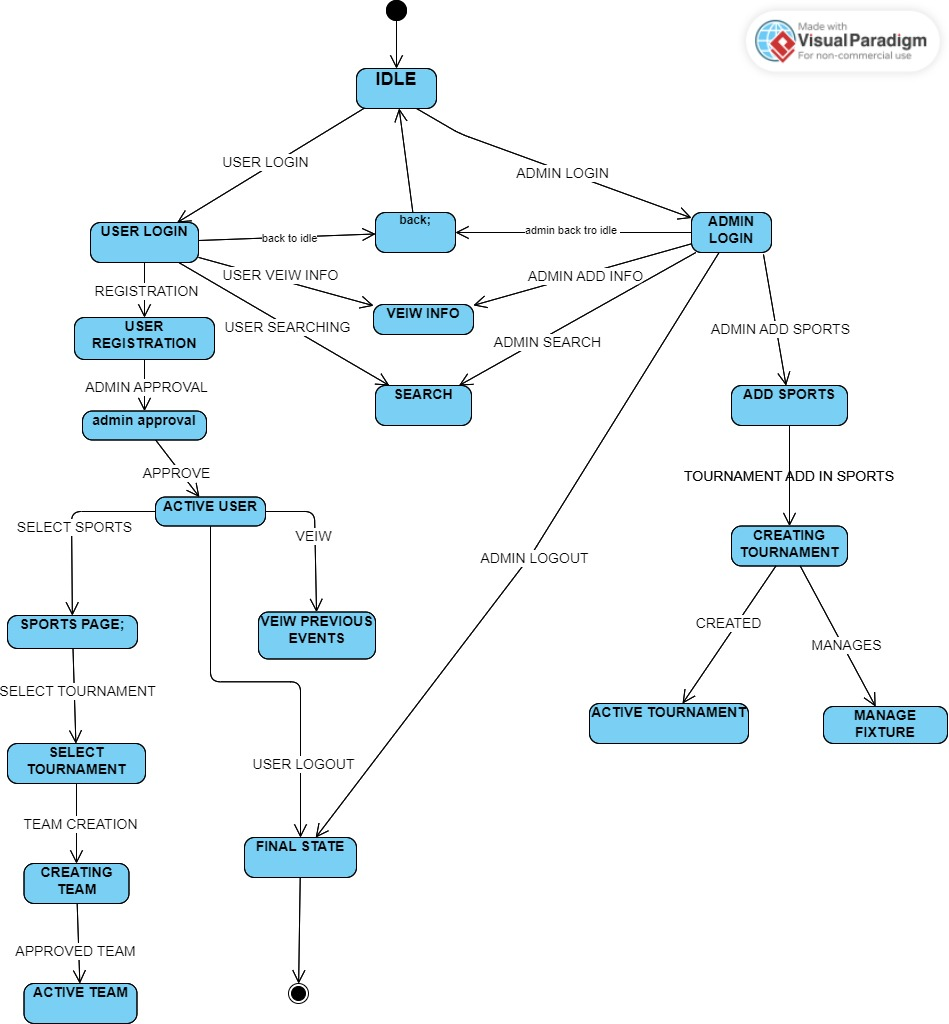 Made with
Visual Paradigm
For non-commercial use
IDLE
USER LOGIN
ADMIN LOGIN
USER LOGIN
back to idle
back;
admin back tro idle
ADMIN
LOGIN
USER VEIW INFO
ADMIN ADD INFO
REGISTRATION
VEIW INFO
USER
REGISTRATION
USER SEARCHING
ADMIN SEARCH
ADMIN ADD SPORTS
ADMIN APPROVAL
SEARCH
ADD SPORTS
admin approval
APPROVE
TOURNAMENT ADD IN SPORTS
ACTIVE USER
SELECT SPORTS
VEIW
CREATING
TOURNAMENT
ADMIN LOGOUT
SPORTS PAGE;
VEIW PREVIOUS
EVENTS
CREATED
MANAGES
SELECT TOURNAMENT
ACTIVE TOURNAMENT
MANAGE
FIXTURE
SELECT
TOURNAMENT
USER LOGOUT
TEAM CREATION
FINAL STATE
CREATING
TEAM
APPROVED TEAM
ACTIVE TEAM